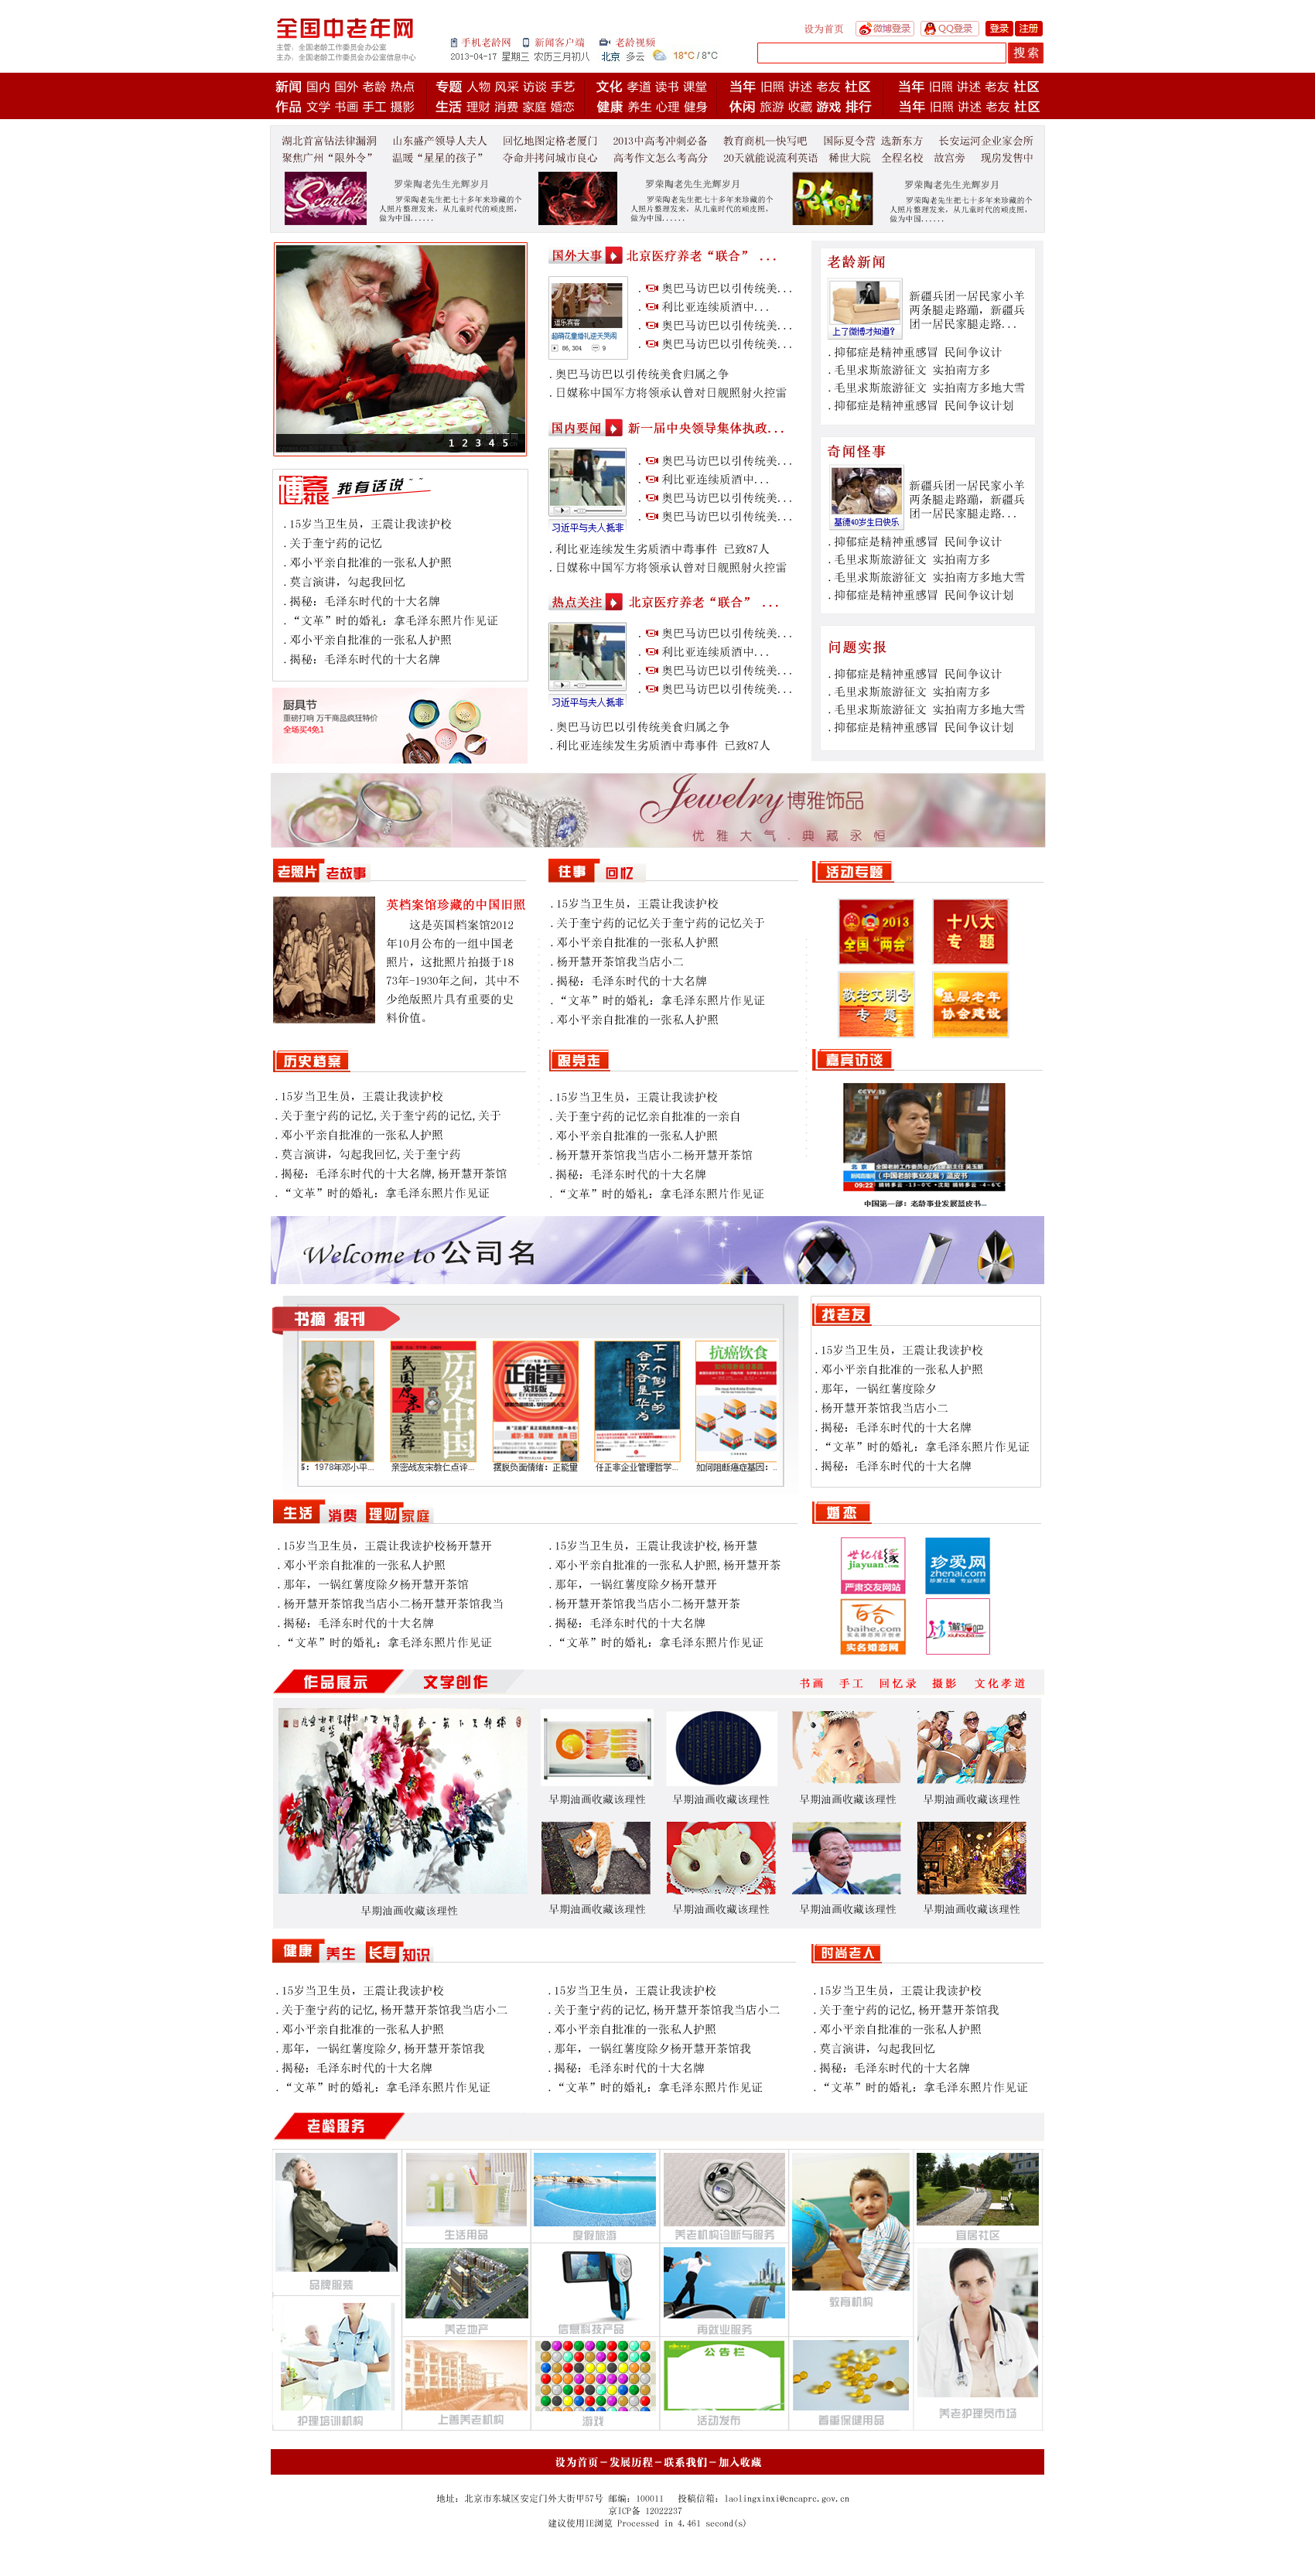 全国中老年网
主管：全国老龄工作委员会办公室
主办：全国老龄工作委员会办公室信息中心
手机老龄网 新闻客户端 老龄视频
2013-04-17 星期三 农历三月初八 北京 多云 18°C / 8°C
设为首页 微博登录 QQ登录 登录 注册
搜索
新闻 国内 国外 老龄 热点 专题 人物 风采 访谈 手艺 文化 孝道 读书 课堂 当年 旧照 讲述 老友 社区 当年 旧照 讲述 老友 社区
作品 文学 书画 手工 摄影 生活 理财 消费 家庭 婚恋 健康 养生 心理 健身 休闲 旅游 收藏 游戏 排行 当年 旧照 讲述 老友 社区
湖北首富钻法律漏洞 山东盛产领导人夫人 回忆地图定格老厦门 2013中高考冲刺必备 教育商机—快写吧 国际夏令营 选新东方 长安运河企业家会所
聚焦广州“限外令” 温暖“星星的孩子” 夺命井拷问城市良心 高考作文怎么考高分 20天就能说流利英语 稀世大院 全程名校 故宫旁 现房发售中
Scarlett
罗荣陶老先生光辉岁月
罗荣陶老先生把七十多年来珍藏的个
人照片整理发来，从儿童时代的顽皮照，
做为中国......
罗荣陶老先生光辉岁月
罗荣陶老先生把七十多年来珍藏的个
人照片整理发来，从儿童时代的顽皮照，
做为中国......
Detroit
罗荣陶老先生光辉岁月
罗荣陶老先生把七十多年来珍藏的个
人照片整理发来，从儿童时代的顽皮照，
做为中国......
1 2 3 4 5
博客社区 我有话说~~
.15岁当卫生员，王震让我读护校
.关于奎宁药的记忆
.邓小平亲自批准的一张私人护照
.莫言演讲，勾起我回忆
.揭秘：毛泽东时代的十大名牌
.“文革”时的婚礼：拿毛泽东照片作见证
.邓小平亲自批准的一张私人护照
.揭秘：毛泽东时代的十大名牌
厨具节
重磅打响 万千商品疯狂特价
全场买4免1
国外大事 北京医疗养老“联合” ...
逗乐宾客
超萌花童婚礼逆天哭闹
86,304 9
.奥巴马访巴以引传统美...
.利比亚连续质酒中...
.奥巴马访巴以引传统美...
.奥巴马访巴以引传统美...
.奥巴马访巴以引传统美食归属之争
.日媒称中国军方将领承认曾对日舰照射火控雷
国内要闻 新一届中央领导集体执政...
.奥巴马访巴以引传统美...
.利比亚连续质酒中...
.奥巴马访巴以引传统美...
.奥巴马访巴以引传统美...
习近平与夫人抵非
.利比亚连续发生劣质酒中毒事件 已致87人
.日媒称中国军方将领承认曾对日舰照射火控雷
热点关注 北京医疗养老“联合” ...
.奥巴马访巴以引传统美...
.利比亚连续质酒中...
.奥巴马访巴以引传统美...
.奥巴马访巴以引传统美...
习近平与夫人抵非
.奥巴马访巴以引传统美食归属之争
.利比亚连续发生劣质酒中毒事件 已致87人
老龄新闻
上了微博才知道?
新疆兵团一居民家小羊
两条腿走路蹦，新疆兵
团一居民家腿走路...
.抑郁症是精神重感冒 民间争议计
.毛里求斯旅游征文 实拍南方多
.毛里求斯旅游征文 实拍南方多地大雪
.抑郁症是精神重感冒 民间争议计划
奇闻怪事
基德40岁生日快乐
新疆兵团一居民家小羊
两条腿走路蹦，新疆兵
团一居民家腿走路...
.抑郁症是精神重感冒 民间争议计
.毛里求斯旅游征文 实拍南方多
.毛里求斯旅游征文 实拍南方多地大雪
.抑郁症是精神重感冒 民间争议计划
问题实报
.抑郁症是精神重感冒 民间争议计
.毛里求斯旅游征文 实拍南方多
.毛里求斯旅游征文 实拍南方多地大雪
.抑郁症是精神重感冒 民间争议计划
Jewelry 博雅饰品
优雅大气.典藏永恒
老照片 老故事
英档案馆珍藏的中国旧照
这是英国档案馆2012
年10月公布的一组中国老
照片，这批照片拍摄于18
73年-1930年之间，其中不
少绝版照片具有重要的史
料价值。
往事 回忆
.15岁当卫生员，王震让我读护校
.关于奎宁药的记忆关于奎宁药的记忆关于
.邓小平亲自批准的一张私人护照
.杨开慧开茶馆我当店小二
.揭秘：毛泽东时代的十大名牌
.“文革”时的婚礼：拿毛泽东照片作见证
.邓小平亲自批准的一张私人护照
活动专题
2013
全国“两会”
十八大
专 题
敬老文明号
专 题
基层老年
协会建设
历史档案
.15岁当卫生员，王震让我读护校
.关于奎宁药的记忆,关于奎宁药的记忆,关于
.邓小平亲自批准的一张私人护照
.莫言演讲，勾起我回忆,关于奎宁药
.揭秘：毛泽东时代的十大名牌,杨开慧开茶馆
.“文革”时的婚礼：拿毛泽东照片作见证
跟党走
.15岁当卫生员，王震让我读护校
.关于奎宁药的记忆亲自批准的一亲自
.邓小平亲自批准的一张私人护照
.杨开慧开茶馆我当店小二杨开慧开茶馆
.揭秘：毛泽东时代的十大名牌
.“文革”时的婚礼：拿毛泽东照片作见证
嘉宾访谈
《中国老龄事业发展》蓝皮书
09:22
中国第一部：老龄事业发展蓝皮书...
Welcome to 公司名
书摘 报刊
历史中国
民国原来是这样
正能量
实践版
下一个倒下的会不会是华为
抗癌饮食
：1978年邓小平...
亲密战友宋教仁点评...
摆脱负面情绪：正能量
任正非企业管理哲学...
如何阻断癌症基因：..
找老友
.15岁当卫生员，王震让我读护校
.邓小平亲自批准的一张私人护照
.那年，一锅红薯度除夕
.杨开慧开茶馆我当店小二
.揭秘：毛泽东时代的十大名牌
.“文革”时的婚礼：拿毛泽东照片作见证
.揭秘：毛泽东时代的十大名牌
生活 消费 理财 家庭
.15岁当卫生员，王震让我读护校杨开慧开
.邓小平亲自批准的一张私人护照
.那年，一锅红薯度除夕杨开慧开茶馆
.杨开慧开茶馆我当店小二杨开慧开茶馆我当
.揭秘：毛泽东时代的十大名牌
.“文革”时的婚礼：拿毛泽东照片作见证
.15岁当卫生员，王震让我读护校,杨开慧
.邓小平亲自批准的一张私人护照,杨开慧开茶
.那年，一锅红薯度除夕杨开慧开
.杨开慧开茶馆我当店小二杨开慧开茶
.揭秘：毛泽东时代的十大名牌
.“文革”时的婚礼：拿毛泽东照片作见证
婚恋
世纪佳缘
jiayuan.com
严肃交友网站
珍爱网
zhenai.com
百合
baihe.com
实名婚恋网
邂逅吧
作品展示 文学创作 书画 手工 回忆录 摄影 文化孝道
早期油画收藏该理性 早期油画收藏该理性 早期油画收藏该理性 早期油画收藏该理性
早期油画收藏该理性
早期油画收藏该理性 早期油画收藏该理性 早期油画收藏该理性 早期油画收藏该理性
健康 养生 长寿 知识
.15岁当卫生员，王震让我读护校
.关于奎宁药的记忆,杨开慧开茶馆我当店小二
.邓小平亲自批准的一张私人护照
.那年，一锅红薯度除夕,杨开慧开茶馆我
.揭秘：毛泽东时代的十大名牌
.“文革”时的婚礼：拿毛泽东照片作见证
.15岁当卫生员，王震让我读护校
.关于奎宁药的记忆,杨开慧开茶馆我当店小二
.邓小平亲自批准的一张私人护照
.那年，一锅红薯度除夕杨开慧开茶馆我
.揭秘：毛泽东时代的十大名牌
.“文革”时的婚礼：拿毛泽东照片作见证
时尚老人
.15岁当卫生员，王震让我读护校
.关于奎宁药的记忆,杨开慧开茶馆我
.邓小平亲自批准的一张私人护照
.莫言演讲，勾起我回忆
.揭秘：毛泽东时代的十大名牌
.“文革”时的婚礼：拿毛泽东照片作见证
老龄服务
生活用品 度假旅游 养老机构诊断与服务 宜居社区
品牌服装 教育机构
养老地产 信息科技产品 再就业服务
公告栏
护理培训机构 上善养老机构 游戏 活动发布 着重保健用品 养老护理员市场
设为首页－发展历程－联系我们－加入收藏
地址：北京市东城区安定门外大街甲57号 邮编：100011 投稿信箱：laolingxinxi@cncaprc.gov.cn
京ICP备 12022237
建议使用IE浏览 Processed in 4.461 second(s)